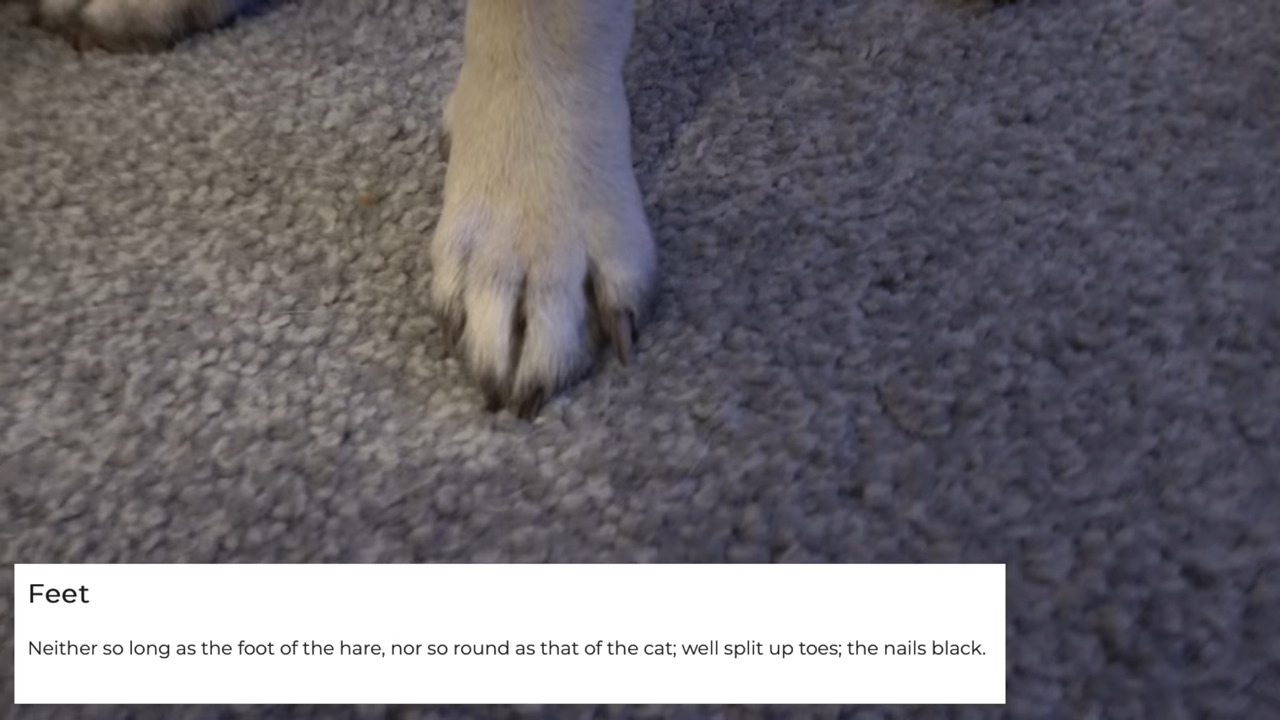 Feet
Neither so long as the foot of the hare, nor so round as that of the cat; well split up toes; the nails black.